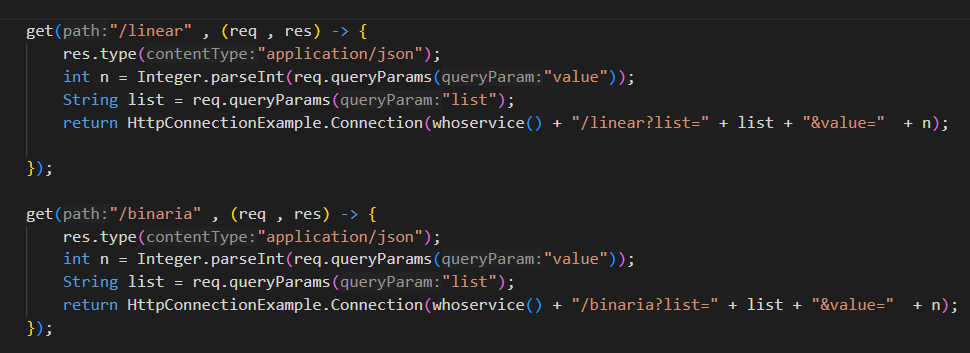 get(path:"/linear" , (req , res) -> {
    res.type(contentType:"application/json");
    int n = Integer.parseInt(req.queryParams(queryParam:"value"));
    String list = req.queryParams(queryParam:"list");
    return HttpConnectionExample.Connection(whoservice() + "/linear?list=" + list + "&value="  + n);
});
get(path:"/binaria" , (req , res) -> {
    res.type(contentType:"application/json");
    int n = Integer.parseInt(req.queryParams(queryParam:"value"));
    String list = req.queryParams(queryParam:"list");
    return HttpConnectionExample.Connection(whoservice() + "/binaria?list=" + list + "&value="  + n);
});